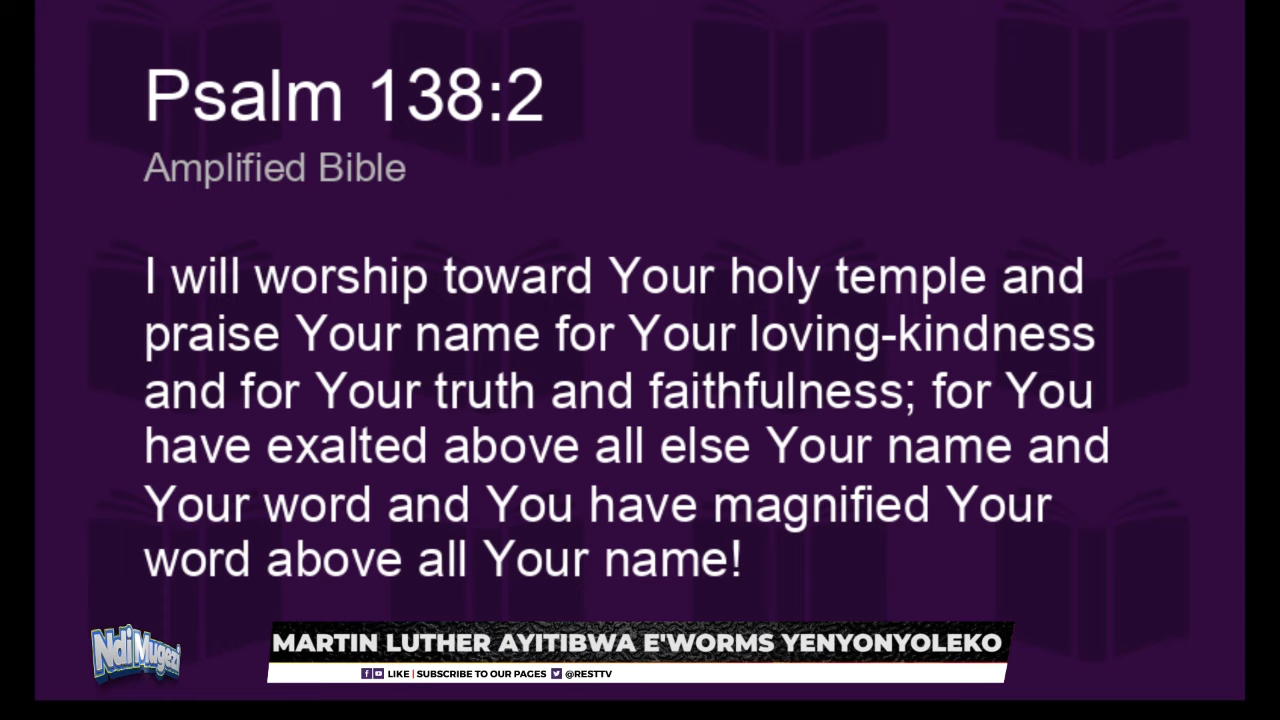 Psalm 138:2
Amplified Bible
I will worship toward Your holy temple and
praise Your name for Your loving-kindness
and for Your truth and faithfulness; for You
have exalted above all else Your name and
Your word and You have magnified Your
word above all Your name!
Ndi Mugezi
MARTIN LUTHER AYITIBWA E'WORMS YENYONYOLEKO
LIKE | SUBSCRIBE TO OUR PAGES @RESTTV